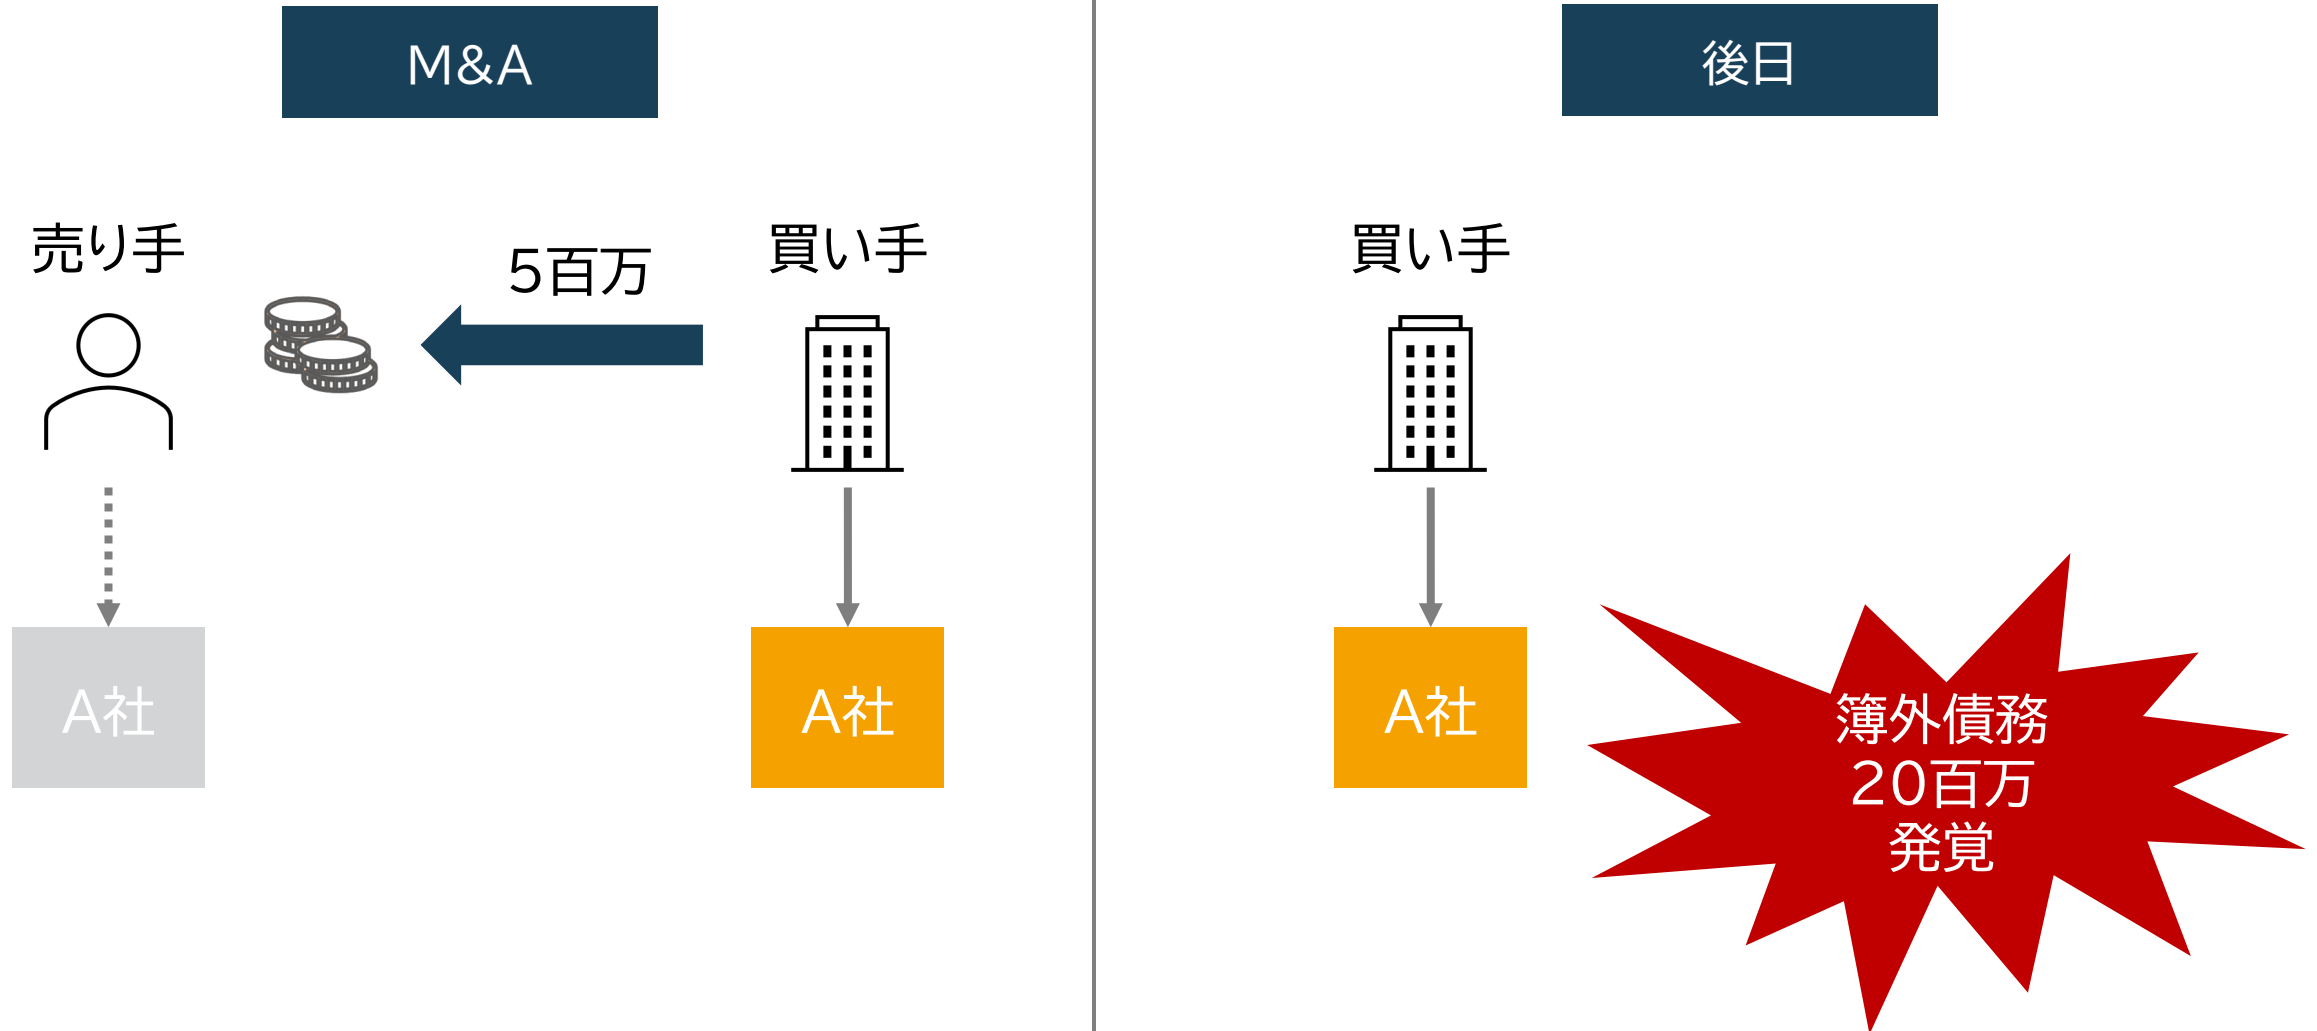 M&A
後日
売り手
5百万
買い手
買い手
A社
A社
A社
簿外債務
20百万
発覚